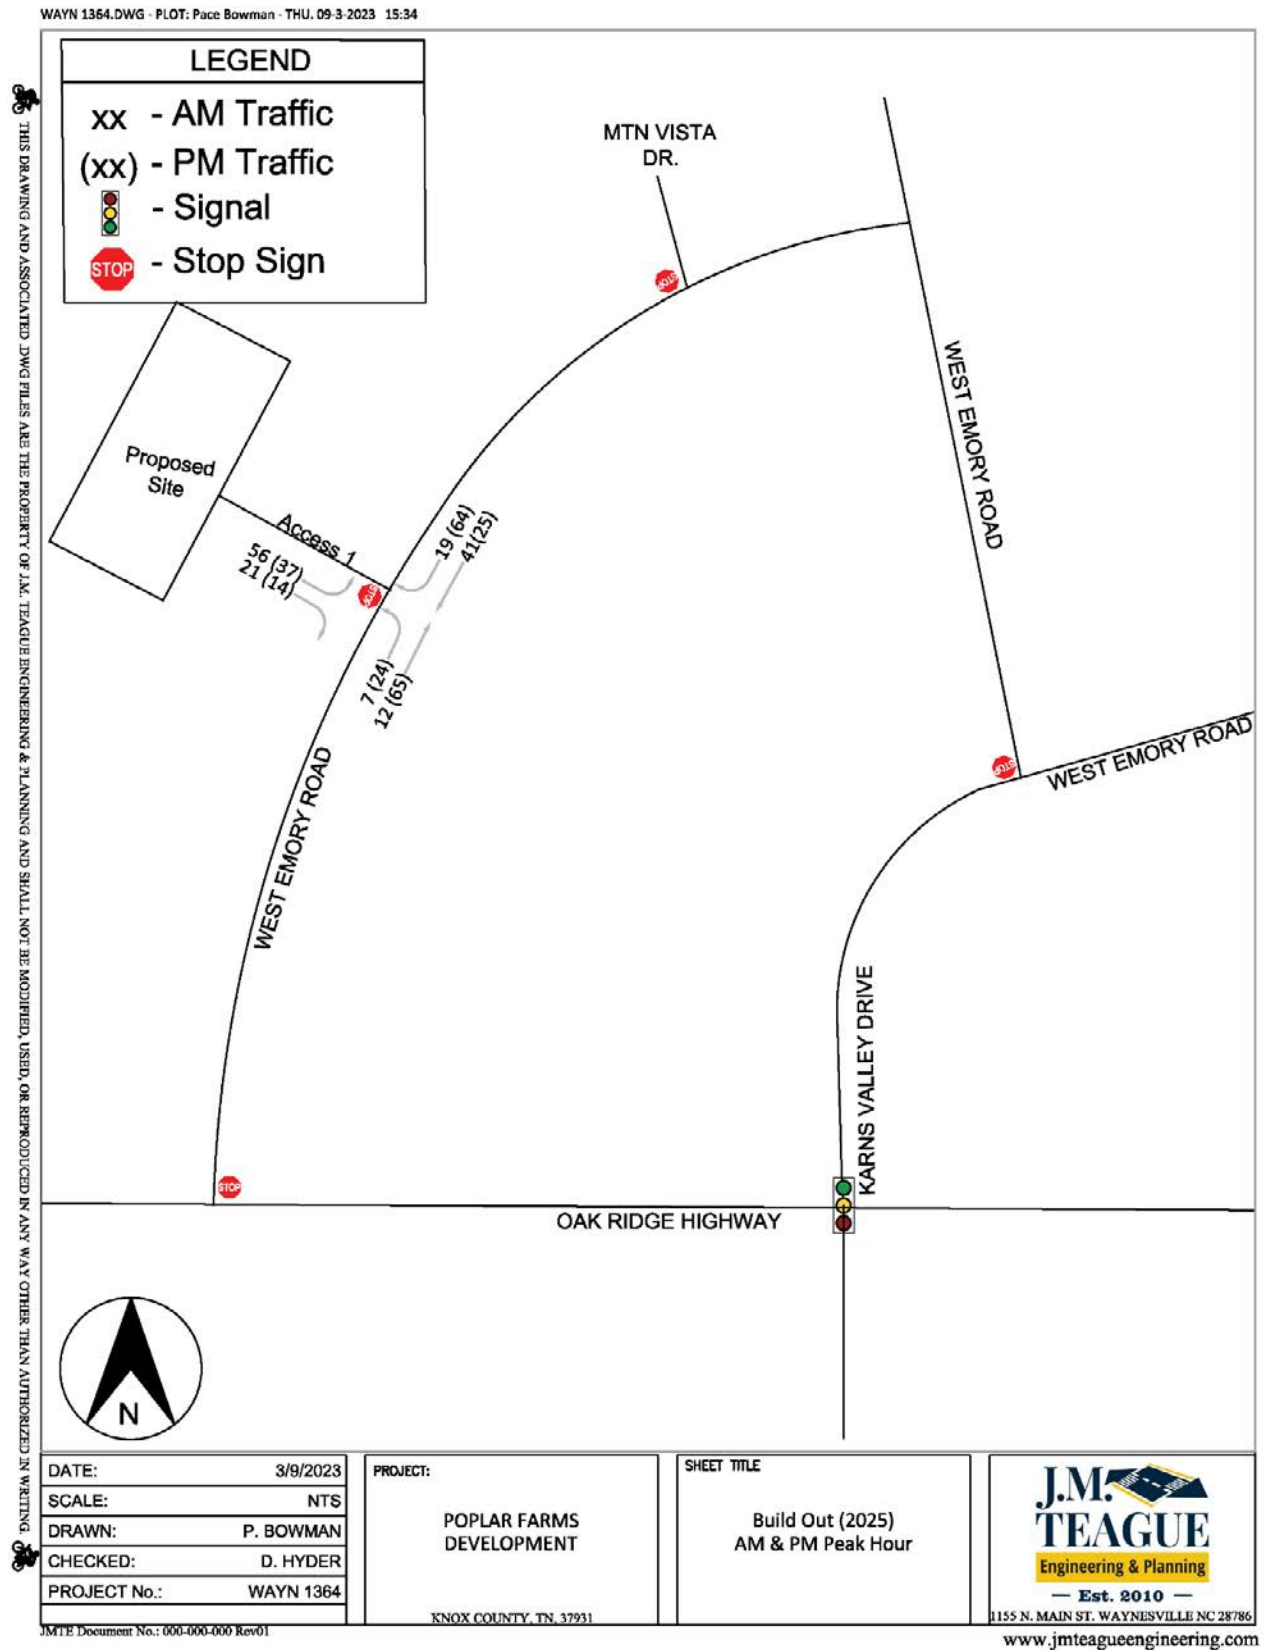 WAYN 1364.DWG - PLOT: Pace Bowman - THU. 09-3-2023 15:34
THIS DRAWING AND ASSOCIATED .DWG FILES ARE THE PROPERTY OF J.M. TEAGUE ENGINEERING & PLANNING AND SHALL NOT BE MODIFIED, USED, OR REPRODUCED IN ANY WAY OTHER THAN AUTHORIZED IN WRITING.
LEGEND
xx - AM Traffic
(xx) - PM Traffic
- Signal
STOP - Stop Sign
MTN VISTA
DR.
STOP
WEST EMORY ROAD
Proposed
Site
Access 1
56 (37)
21 (14)
STOP
19 (64)
41(25)
7 (24)
12 (65)
WEST EMORY ROAD
STOP
WEST EMORY ROAD
KARNS VALLEY DRIVE
STOP
OAK RIDGE HIGHWAY
N
DATE: 3/9/2023
SCALE: NTS
DRAWN: P. BOWMAN
CHECKED: D. HYDER
PROJECT No.: WAYN 1364
PROJECT:
POPLAR FARMS
DEVELOPMENT
KNOX COUNTY, TN, 37931
SHEET TITLE
Build Out (2025)
AM & PM Peak Hour
J.M.
TEAGUE
Engineering & Planning
— Est. 2010 —
1155 N. MAIN ST. WAYNESVILLE NC 28786
JMTE Document No.: 000-000-000 Rev01
www.jmteagueengineering.com